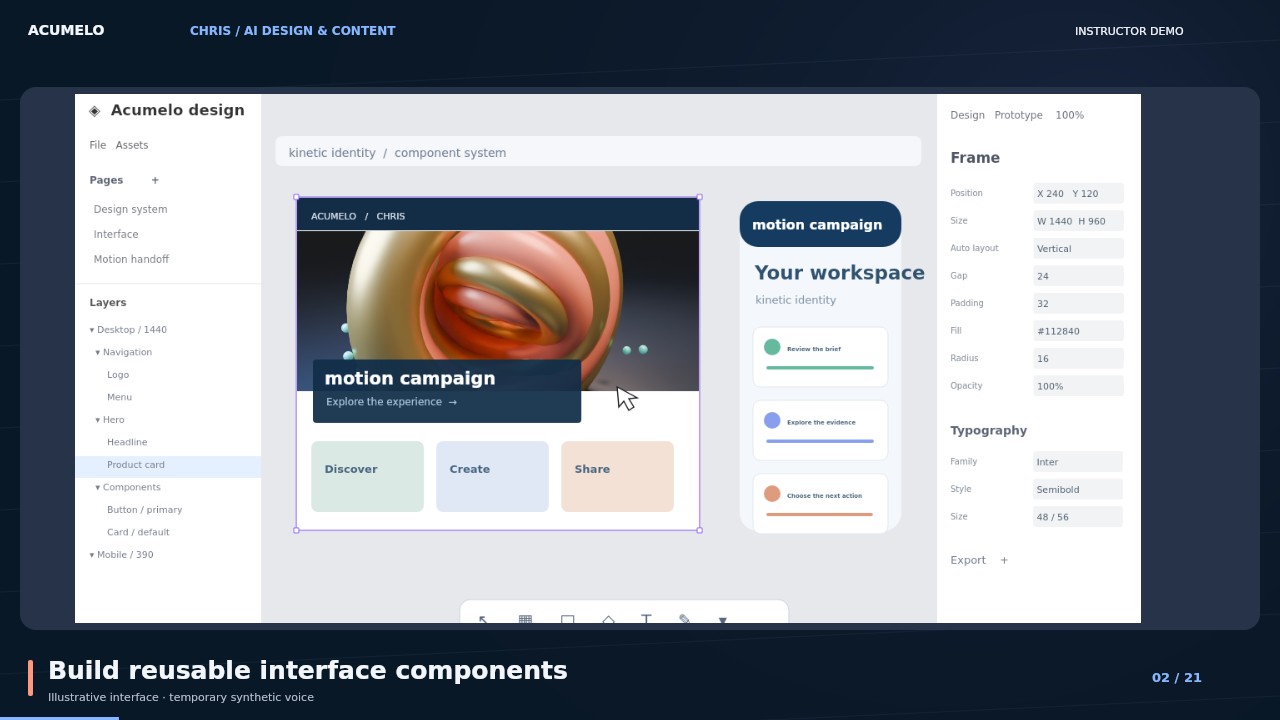 ACUMELO
CHRIS / AI DESIGN & CONTENT
INSTRUCTOR DEMO
Acumelo design
File Assets
Pages +
Design system
Interface
Motion handoff
Layers
▾ Desktop / 1440
▾ Navigation
Logo
Menu
▾ Hero
Headline
Product card
▾ Components
Button / primary
Card / default
▾ Mobile / 390
kinetic identity / component system
ACUMELO / CHRIS
motion campaign
Explore the experience →
Discover
Create
Share
motion campaign
Your workspace
kinetic identity
Review the brief
Explore the evidence
Choose the next action
T
Design Prototype 100%
Frame
Position X 240 Y 120
Size W 1440 H 960
Auto layout Vertical
Gap 24
Padding 32
Fill #112840
Radius 16
Opacity 100%
Typography
Family Inter
Style Semibold
Size 48 / 56
Export +
Build reusable interface components
Illustrative interface · temporary synthetic voice
02 / 21